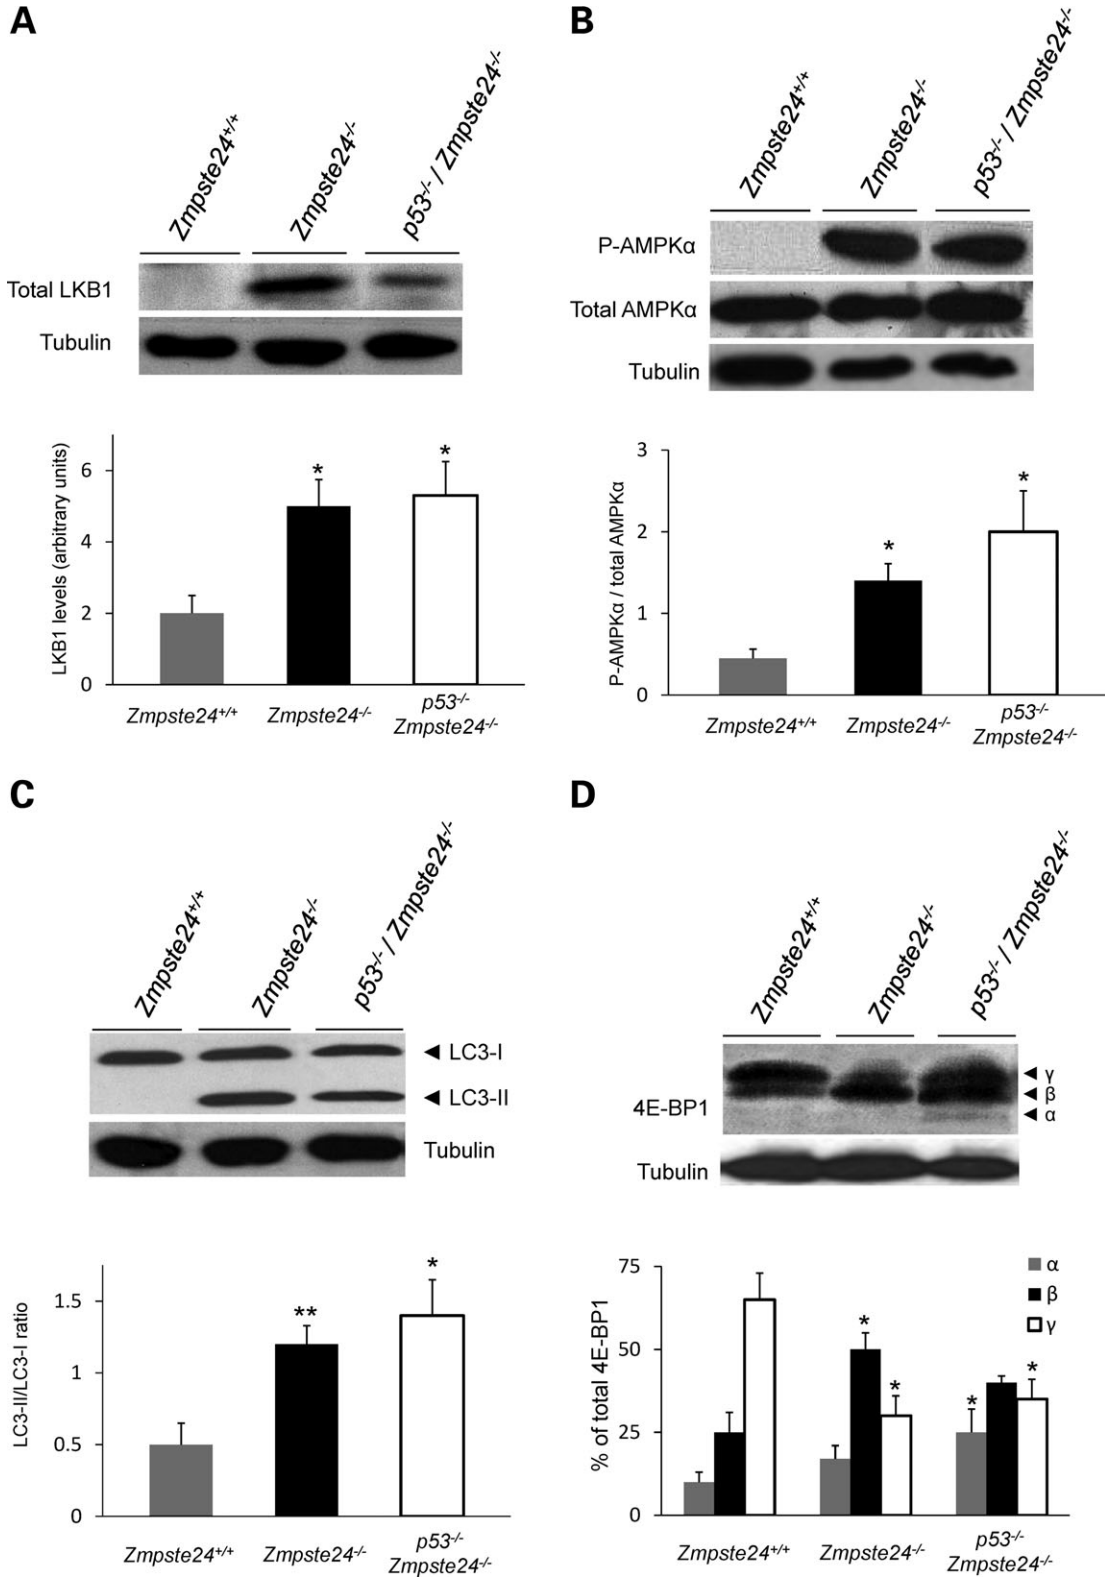 A
Zmpste24+/+
Zmpste24-/-
p53-/- / Zmpste24-/-
Total LKB1
Tubulin
LKB1 levels (arbitrary units)
6
4
2
0
*
*
Zmpste24+/+
Zmpste24-/-
p53-/-
Zmpste24-/-
B
Zmpste24+/+
Zmpste24-/-
p53-/- / Zmpste24-/-
P-AMPKα
Total AMPKα
Tubulin
P-AMPKα / total AMPKα
3
2
1
0
*
*
Zmpste24+/+
Zmpste24-/-
p53-/-
Zmpste24-/-
C
Zmpste24+/+
Zmpste24-/-
p53-/- / Zmpste24-/-
◄ LC3-I
◄ LC3-II
Tubulin
LC3-II/LC3-I ratio
1.5
1
0.5
0
**
*
Zmpste24+/+
Zmpste24-/-
p53-/-
Zmpste24-/-
D
Zmpste24+/+
Zmpste24-/-
p53-/- / Zmpste24-/-
4E-BP1
◄ γ
◄ β
◄ α
Tubulin
% of total 4E-BP1
75
50
25
0
α
β
γ
*
*
*
*
Zmpste24+/+
Zmpste24-/-
p53-/-
Zmpste24-/-